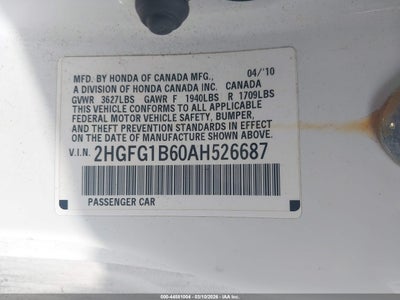 MFD. BY HONDA OF CANADA MFG., 04/'10
A DIVISION OF HONDA CANADA INC. CANADA
GVWR 3627LBS GAWR F 1940LBS R 1709LBS
THIS VEHICLE CONFORMS TO ALL APPLICABLE
FEDERAL MOTOR VEHICLE SAFETY, BUMPER,
AND THEFT PREVENTION STANDARDS IN EFFECT
ON THE DATE OF MANUFACTURE SHOWN ABOVE.
V.I.N. 2HGFG1B60AH526687
PASSENGER CAR